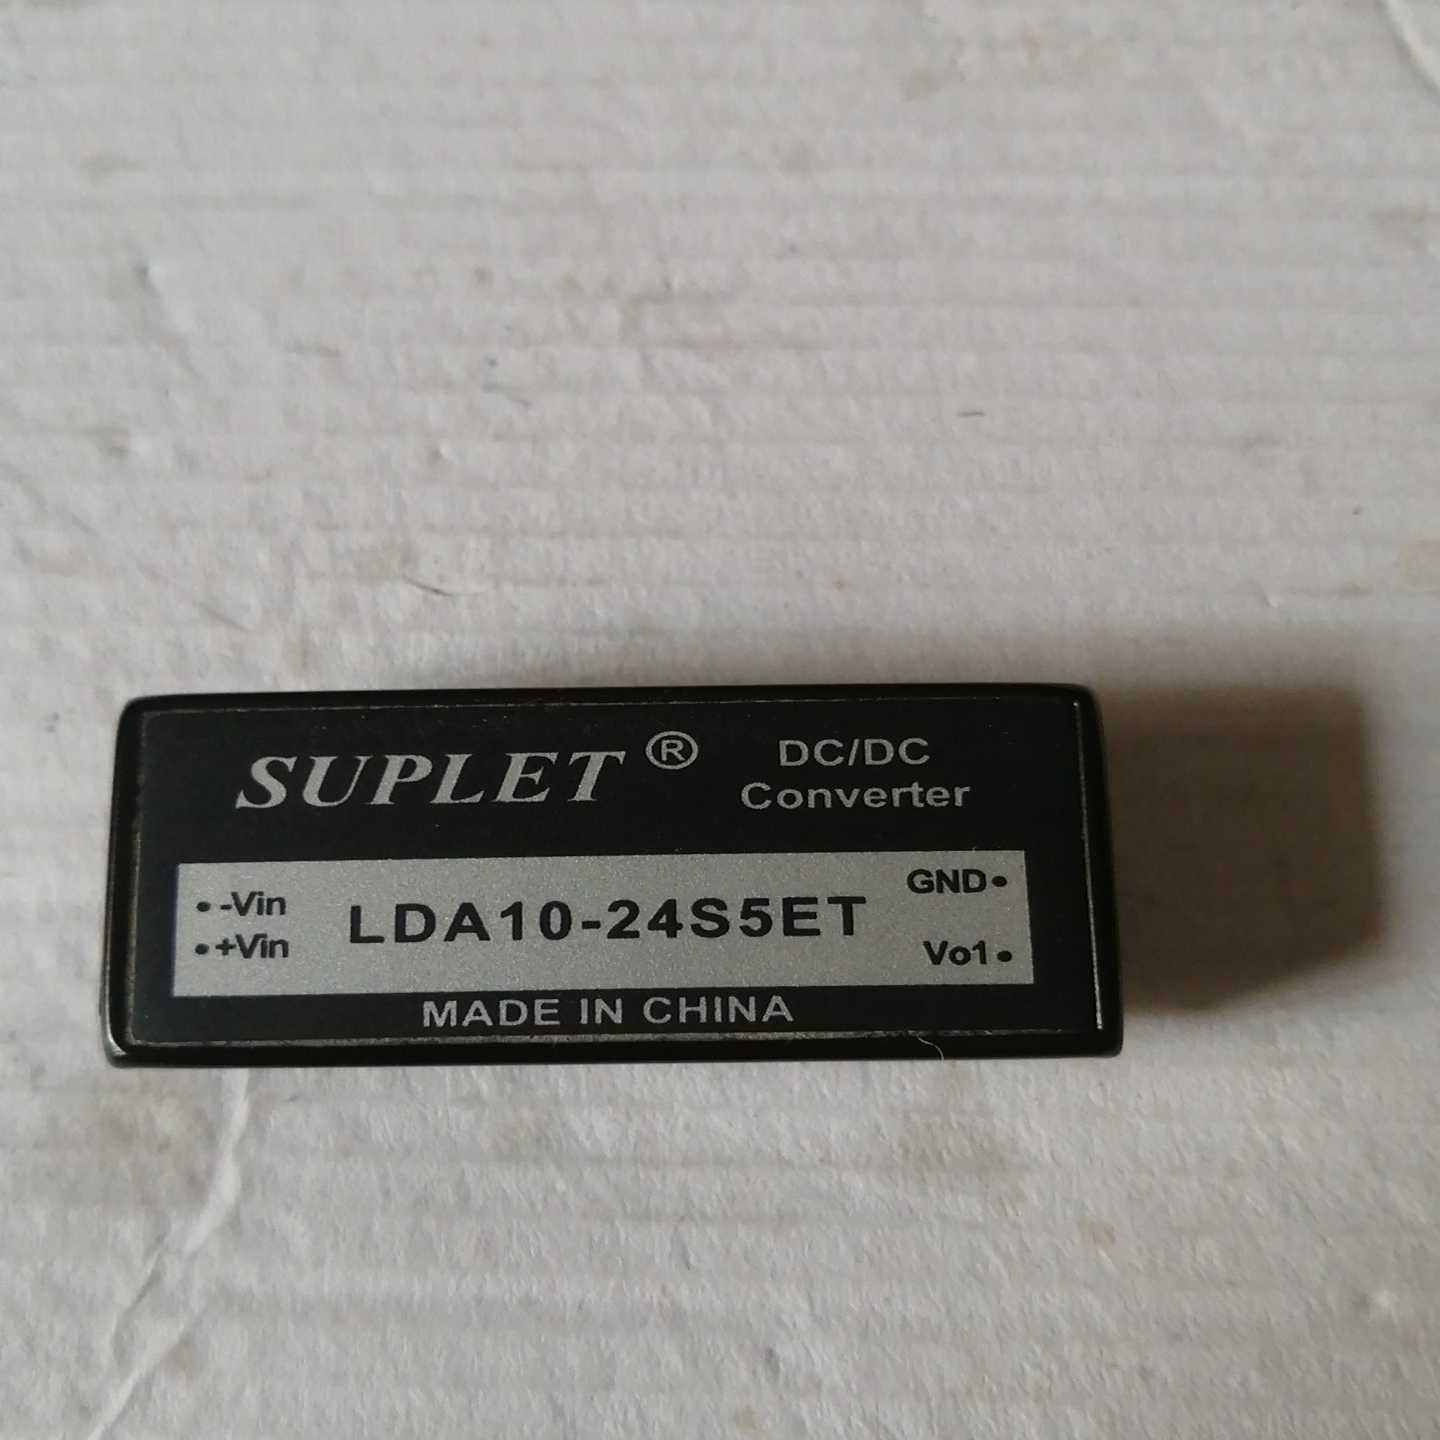 SUPLET ®
DC/DC
Converter
-Vin
+Vin
LDA10-24S5ET
GND
Vo1
MADE IN CHINA